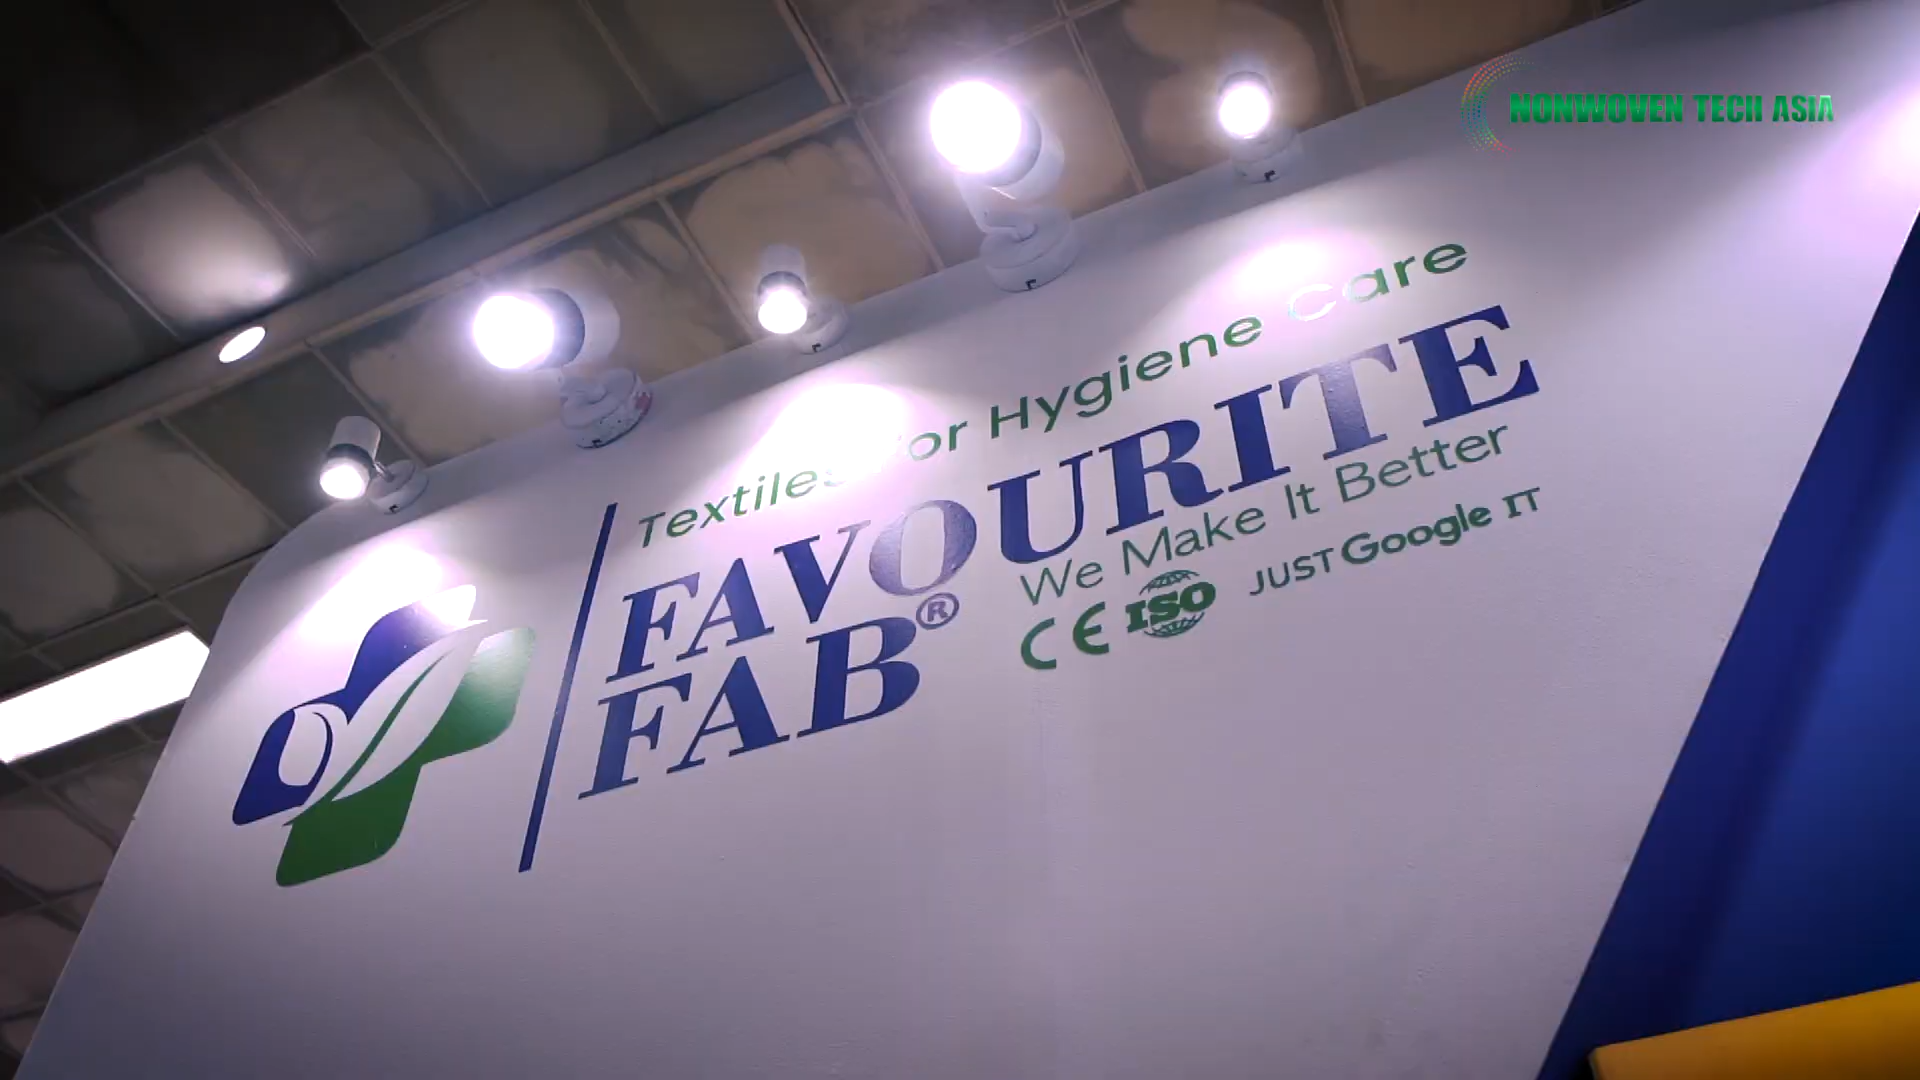 NONWOVEN TECH ASIA
Textiles For Hygiene Care
FAVOURITE
FAB®
We Make It Better
CE ISO JUST Google IT